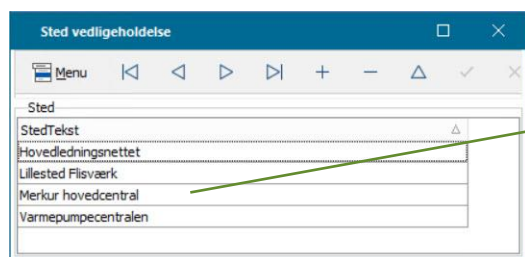 Sted vedligeholdelse
Menu
Sted
StedTekst
Hovedledningsnettet
Lillested Flisværk
Merkur hovedcentral
Varmepumpecentralen